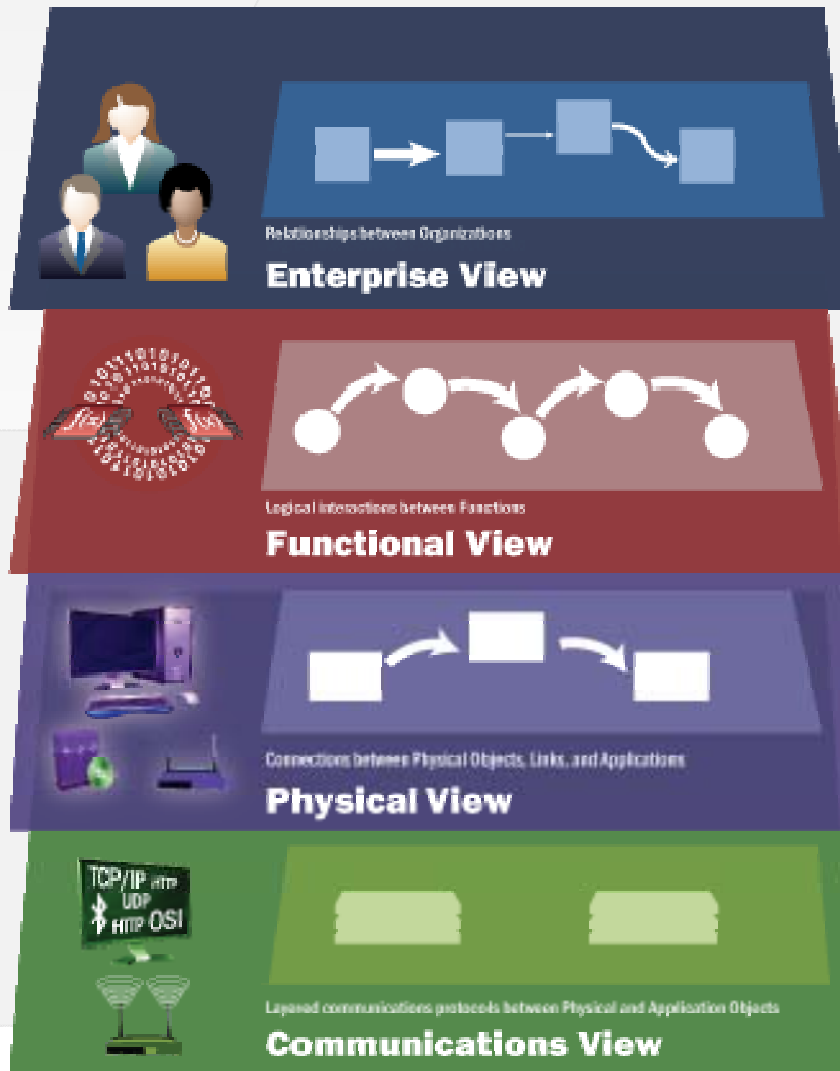 Relationships between Organizations
Enterprise View
f(x)
f(x)
Logical interactions between Functions
Functional View
Connections between Physical Objects, Links, and Applications
Physical View
TCP/IP HTTP
UDP
HTTP OSI
Layered communications protocols between Physical and Application Objects
Communications View